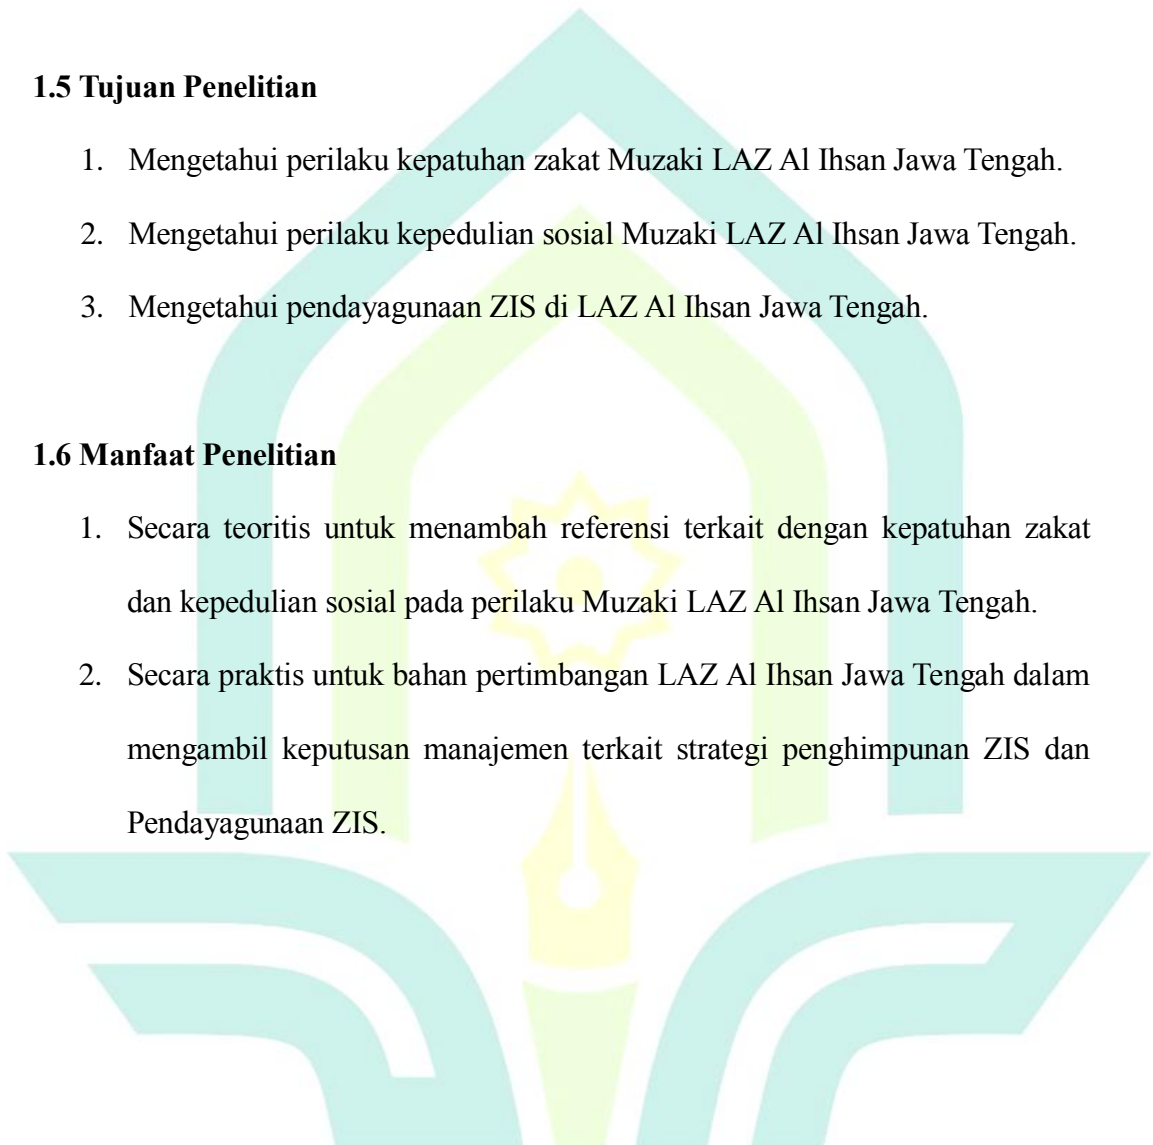 1.5 Tujuan Penelitian
1. Mengetahui perilaku kepatuhan zakat Muzaki LAZ Al Ihsan Jawa Tengah.
2. Mengetahui perilaku kepedulian sosial Muzaki LAZ Al Ihsan Jawa Tengah.
3. Mengetahui pendayagunaan ZIS di LAZ Al Ihsan Jawa Tengah.
1.6 Manfaat Penelitian
1. Secara teoritis untuk menambah referensi terkait dengan kepatuhan zakat
dan kepedulian sosial pada perilaku Muzaki LAZ Al Ihsan Jawa Tengah.
2. Secara praktis untuk bahan pertimbangan LAZ Al Ihsan Jawa Tengah dalam
mengambil keputusan manajemen terkait strategi penghimpunan ZIS dan
Pendayagunaan ZIS.